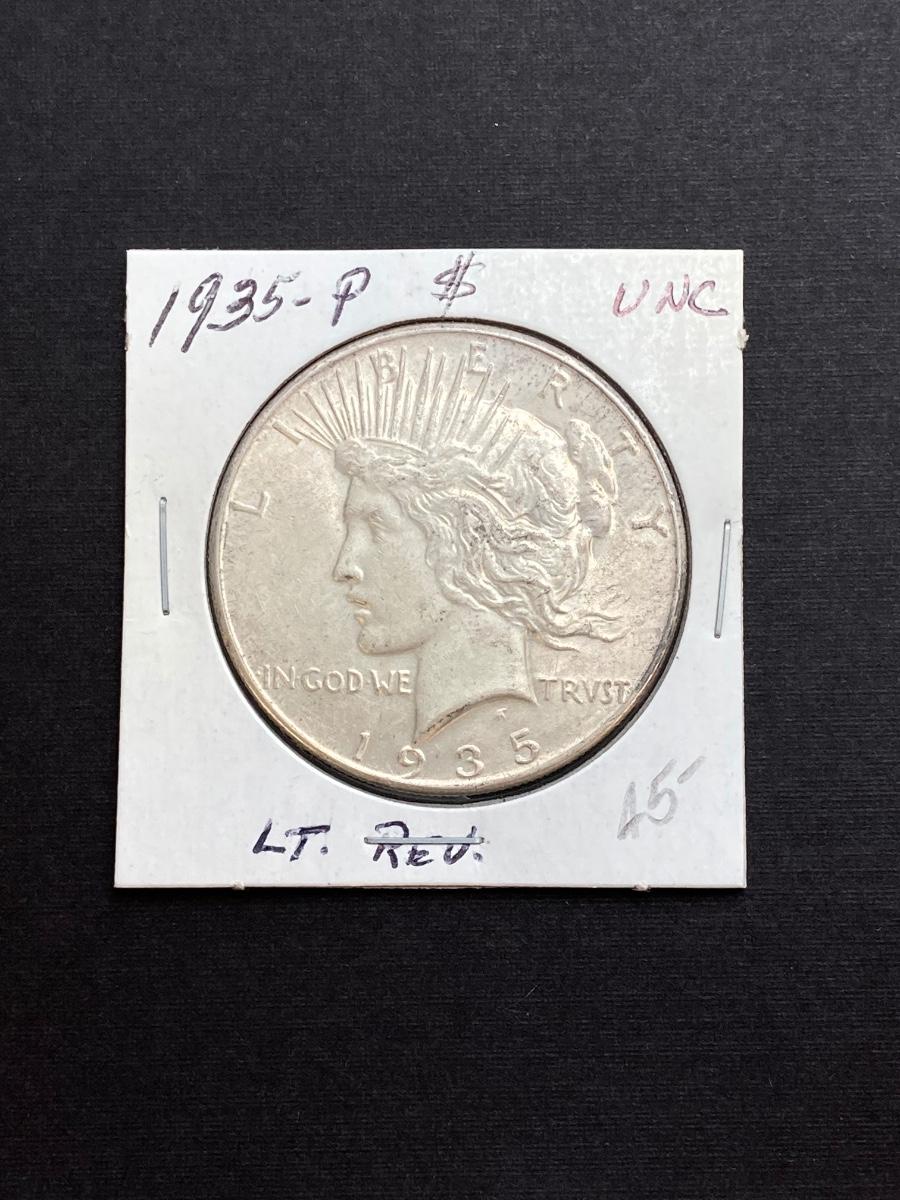 1935-P $ UNC
LIBERTY
IN·GOD·WE TRVST
1935
LT. REV.
45-